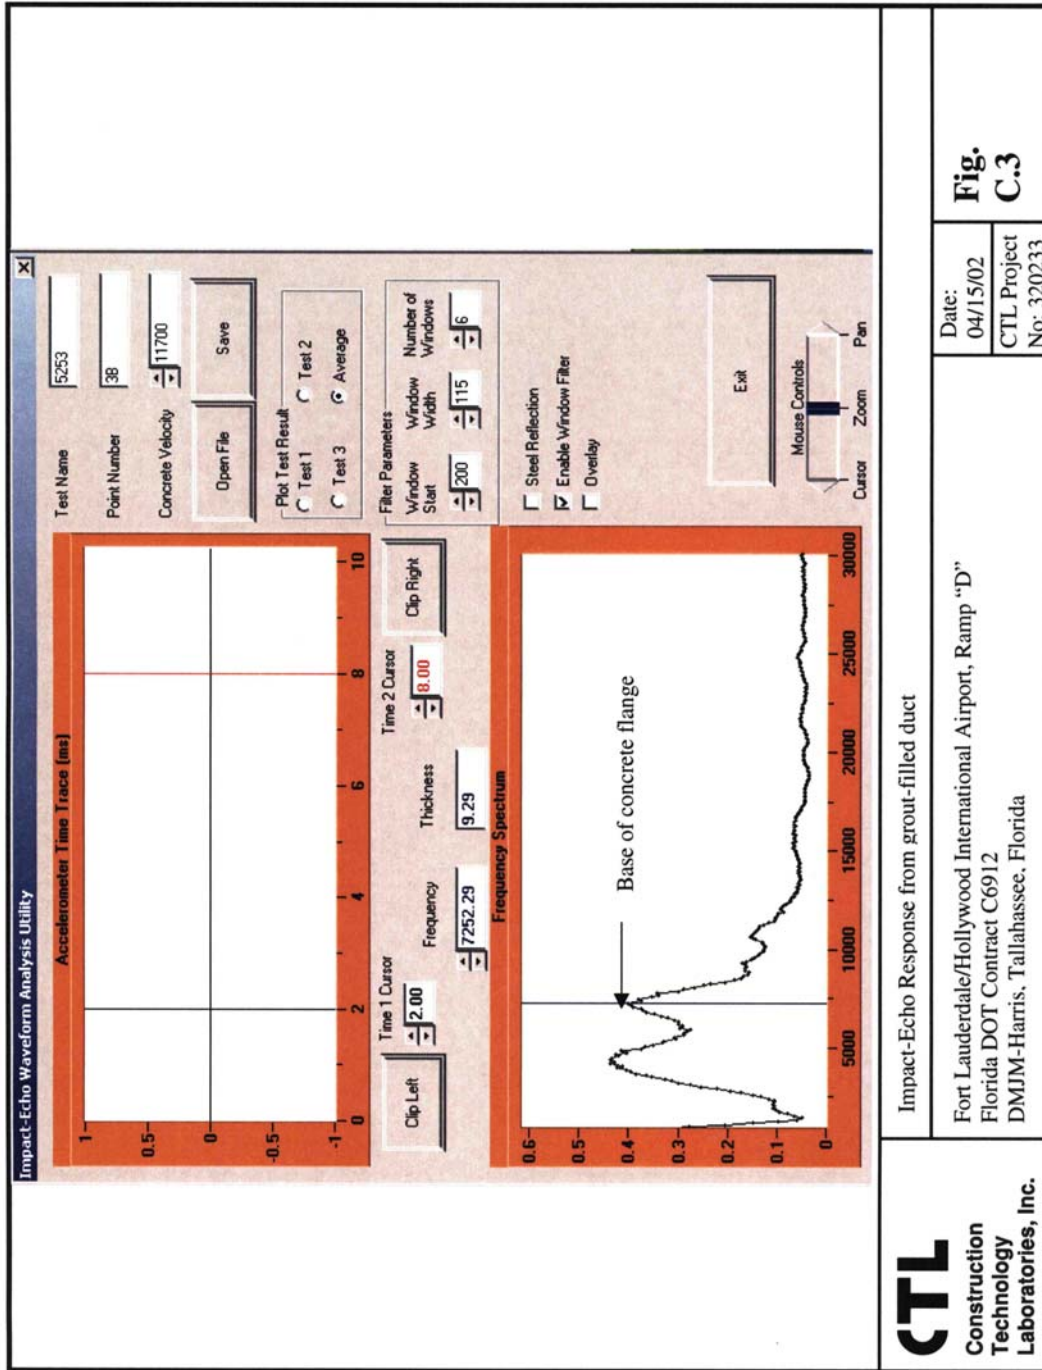 Impact-Echo Waveform Analysis Utility
Accelerometer Time Trace (ms)
1
0.5
0
-0.5
-1
0 2 4 6 8 10
Test Name 5253
Point Number 3B
Concrete Velocity 11700
Open File Save
Plot Test Result
Test 1 Test 2
Test 3 Average
Clip Left
Time 1 Cursor
2.00
Frequency
7252.29
Thickness
9.29
Time 2 Cursor
8.00
Clip Right
Filter Parameters
Window Start
Window Width
Number of Windows
200 115 6
Steel Reflection
Enable Window Filter
Overlay
Exit
Mouse Controls
Cursor Zoom Pan
Frequency Spectrum
0.6
0.5
0.4
0.3
0.2
0.1
0
5000 10000 15000 20000 25000 30000
Base of concrete flange
CTL
Construction
Technology
Laboratories, Inc.
Impact-Echo Response from grout-filled duct
Fort Lauderdale/Hollywood International Airport, Ramp “D”
Florida DOT Contract C6912
DMJM-Harris, Tallahassee, Florida
Date:
04/15/02
CTL Project
No: 320233
Fig.
C.3